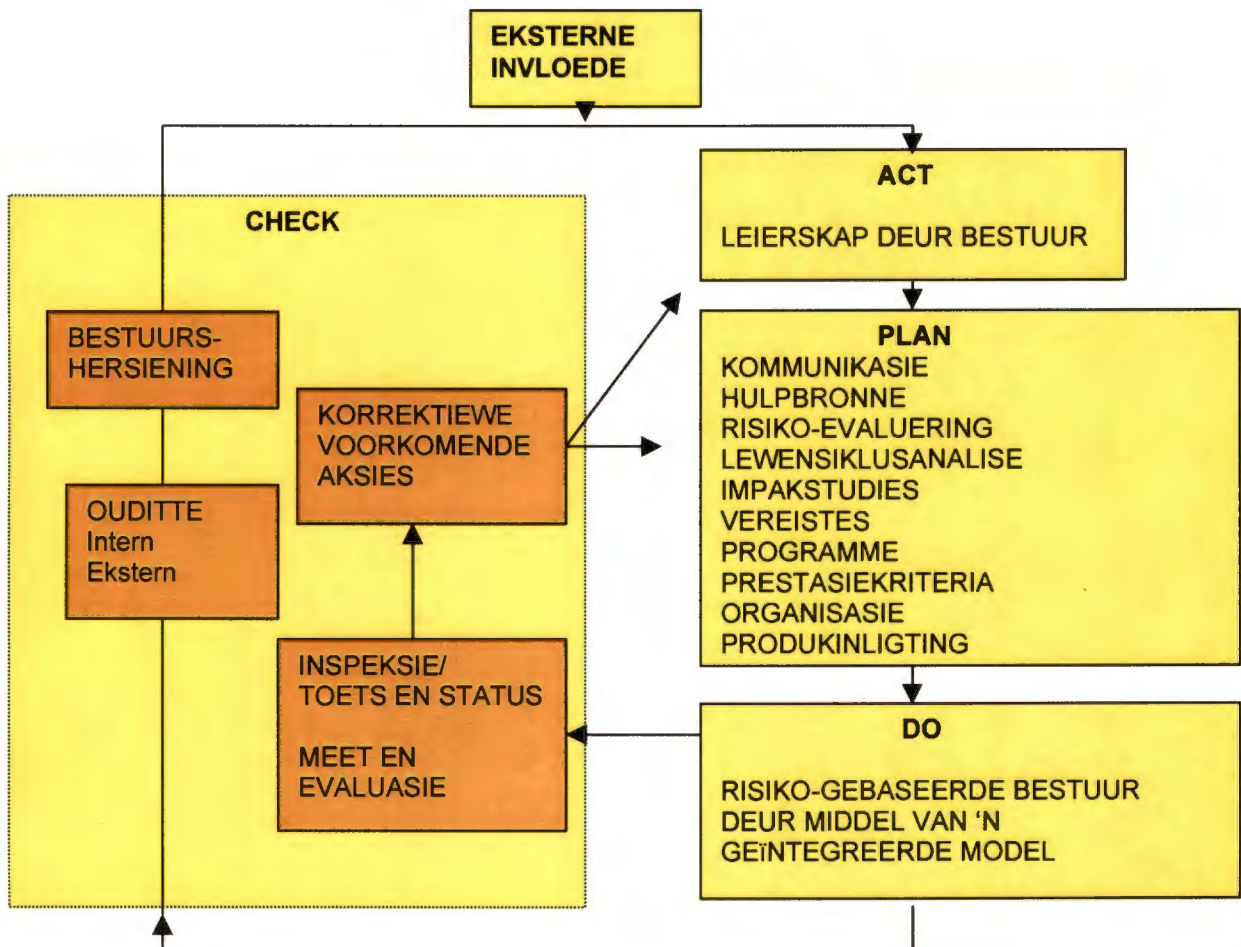 EKSTERNE
INVLOEDE
ACT
LEIERSKAP DEUR BESTUUR
CHECK
BESTUURS-
HERSIENING
KORREKTIEWE
VOORKOMENDE
AKSIES
OUDITTE
Intern
Ekstern
INSPEKSIE/
TOETS EN STATUS
MEET EN
EVALUASIE
PLAN
KOMMUNIKASIE
HULPBRONNE
RISIKO-EVALUERING
LEWENSIKLUSANALISE
IMPAKSTUDIES
VEREISTES
PROGRAMME
PRESTASIEKRITERIA
ORGANISASIE
PRODUKINLIGTING
DO
RISIKO-GEBASEERDE BESTUUR
DEUR MIDDEL VAN ‘N
GEïNTEGREERDE MODEL